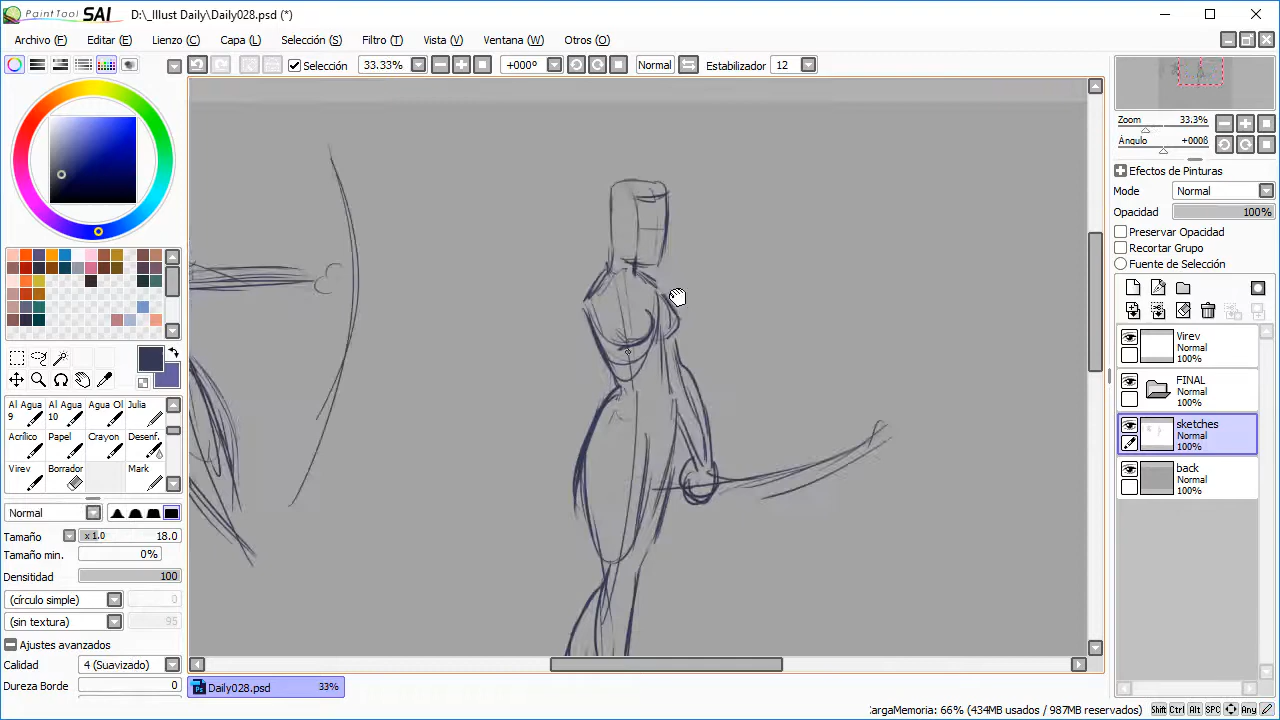 PaintTool SAI D:\_Illust Daily\Daily028.psd (*)
Archivo (F) Editar (E) Lienzo (C) Capa (L) Selección (S) Filtro (T) Vista (V) Ventana (W) Otros (O)
Selección 33.33% +000° Normal Estabilizador 12
Zoom 33.3%
Ángulo +000ß
Efectos de Pinturas
Modo Normal
Opacidad 100%
Preservar Opacidad
Recortar Grupo
Fuente de Selección
Virev
Normal
100%
FINAL
Normal
100%
sketches
Normal
100%
back
Normal
100%
Al Agua 9 Al Agua 10 Agua Ol Julia
Acrílico Papel Crayon Desenf.
Virev Borrador Mark
Normal
Tamaño x 1.0 18.0
Tamaño min. 0%
Densitidad 100
(círculo simple) 0
(sin textura) 95
Ajustes avanzados
Calidad 4 (Suavizado)
Dureza Borde 0
Daily028.psd 33%
CargaMemoria: 66% (434MB usados / 987MB reservados) Shift Ctrl Alt SPC Any